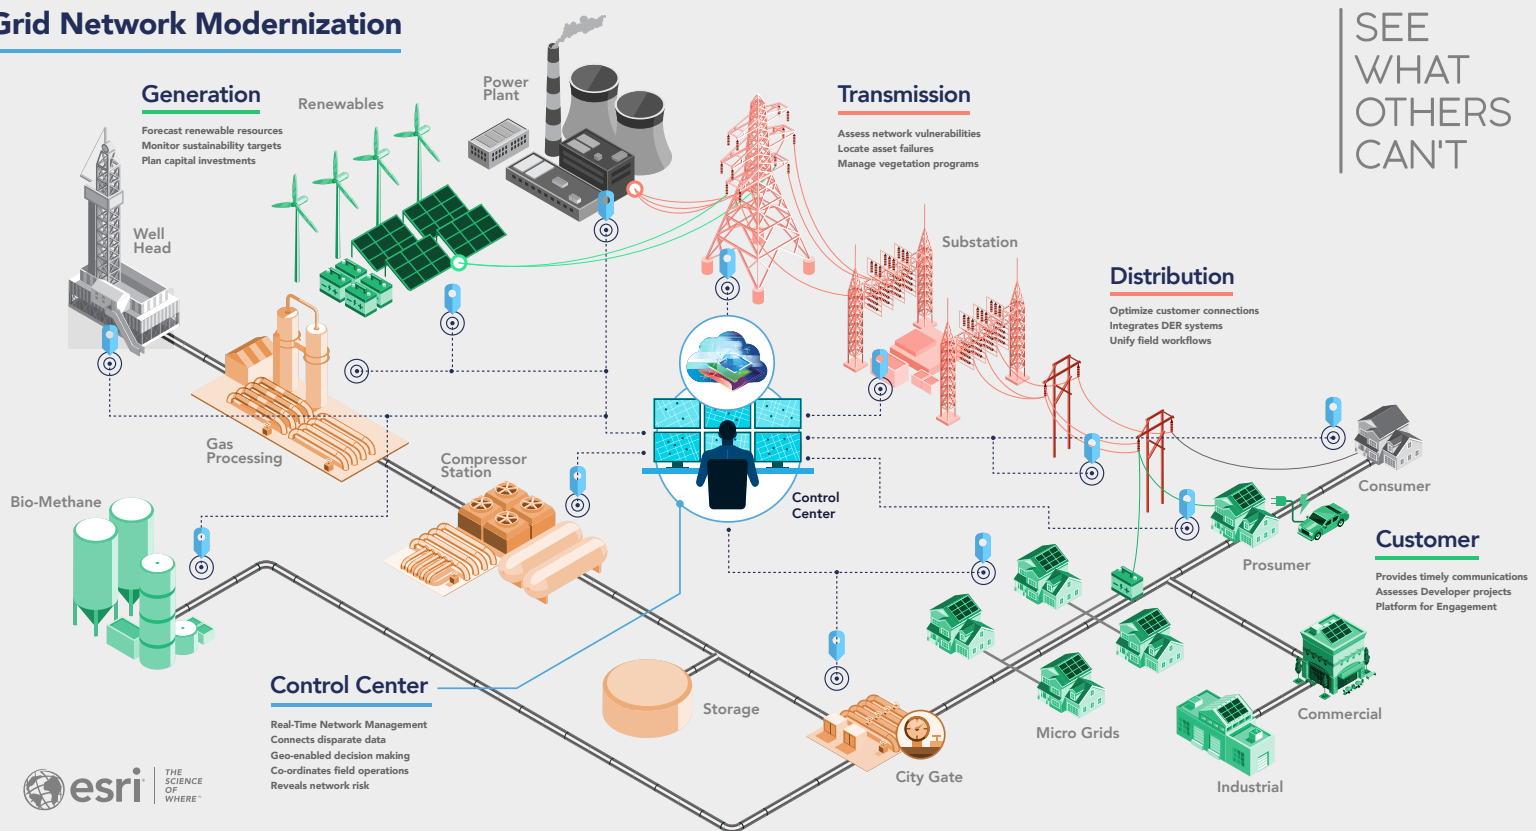 Grid Network Modernization
SEE
WHAT
OTHERS
CAN'T
Generation
Forecast renewable resources
Monitor sustainability targets
Plan capital investments
Renewables
Power
Plant
Transmission
Assess network vulnerabilities
Locate asset failures
Manage vegetation programs
Well
Head
Substation
Distribution
Optimize customer connections
Integrates DER systems
Unify field workflows
Gas
Processing
Compressor
Station
Control
Center
Bio-Methane
Consumer
Prosumer
Customer
Provides timely communications
Assesses Developer projects
Platform for Engagement
Control Center
Real-Time Network Management
Connects disparate data
Geo-enabled decision making
Co-ordinates field operations
Reveals network risk
Storage
Micro Grids
Commercial
City Gate
Industrial
esri
THE
SCIENCE
OF
WHERE™